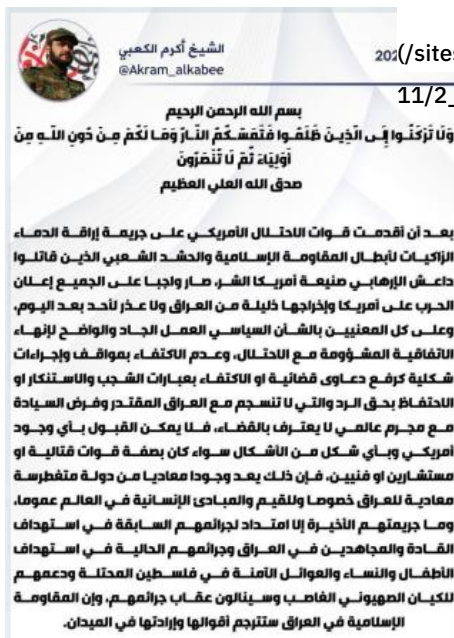 الشيخ أكرم الكعبي
@Akram_alkabee
202
(/sites
11/2_
بسم الله الرحمن الرحيم
وَلَا تَرْكَنُوا إِلَى الَّذِينَ ظَلَمُوا فَتَمَسَّكُمُ النَّارُ وَمَا لَكُم مِن دُونِ اللَّهِ مِنْ
أَوْلِيَاءَ ثُمَّ لَا تُنْصَرُونَ
صدق الله العلي العظيم
بعد أن أقدمت قوات الاحتلال الأمريكي على جريمة إراقة الدماء
الزاكيات لأبطال المقاومة الإسلامية والحشد الشعبي الذين قاتلوا
داعش الإرهابي صنيعة أمريكا الشر، صار واجبا على الجميع إعلان
الحرب على أمريكا وإخراجها ذليلة من العراق ولا عذر لأحد بعد اليوم،
وعلى كل المعنيين بالشأن السياسي العمل الجاد والواضح لإنهاء
الاتفاقية المشؤومة مع الاحتلال، وعدم الاكتفاء بمواقف وإجراءات
شكلية كرفع دعاوى قضائية او الاكتفاء بعبارات الشجب والاستنكار او
الاحتفاظ بحق الرد والتي لا تنسجم مع العراق المقتدر وفرض السيادة
مع مجرم عالمي لا يعترف بالقضاء، فلا يمكن القبول بأي وجود
أمريكي وبأي شكل من الأشكال سواء كان بصفة قوات قتالية او
مستشارين او فنيين، فإن ذلك يعد وجودا معاديا من دولة متغطرسة
معادية للعراق خصوصا وللقيم والمبادئ الإنسانية في العالم عموما،
وما جريمتهم الأخيرة إلا امتداد لجرائمهم السابقة في استهداف
القادة والمجاهدين في العراق وجرائمهم الحالية في استهداف
الأطفال والنساء والعوائل الآمنة في فلسطين المحتلة ودعمهم
للكيان الصهيوني الغاصب وسينالون عقاب جرائمهم، وإن المقاومة
الإسلامية في العراق ستترجم أقوالها وإرادتها في الميدان.